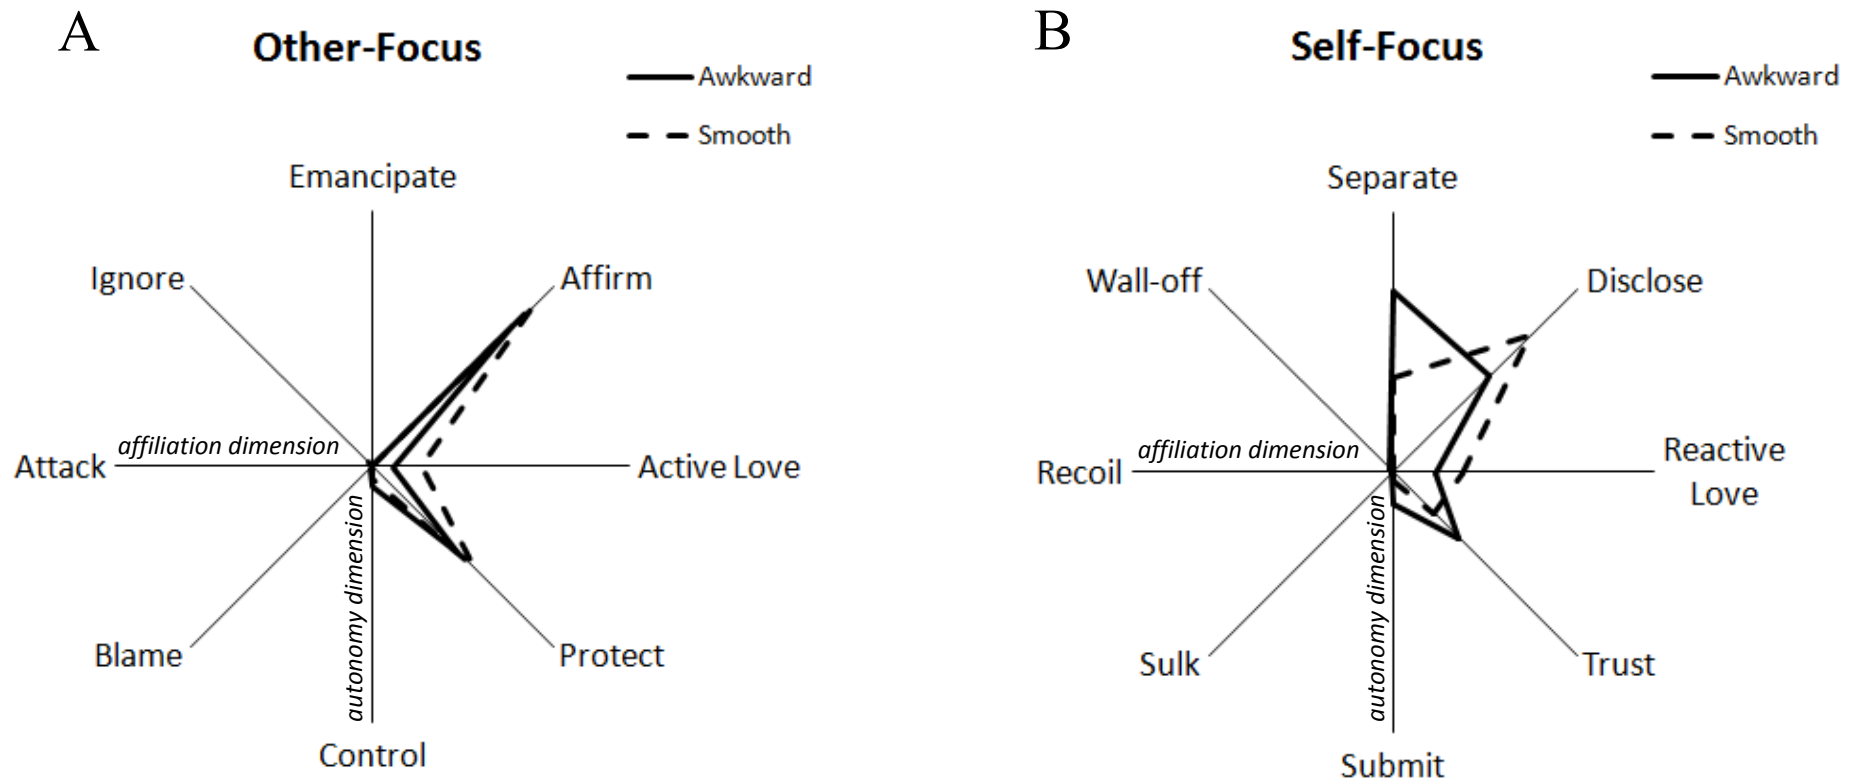 A
Other-Focus
Awkward
Smooth
Emancipate
Ignore
Affirm
affiliation dimension
Attack
Active Love
autonomy dimension
Blame
Protect
Control
B
Self-Focus
Awkward
Smooth
Separate
Wall-off
Disclose
affiliation dimension
Recoil
Reactive
Love
autonomy dimension
Sulk
Trust
Submit